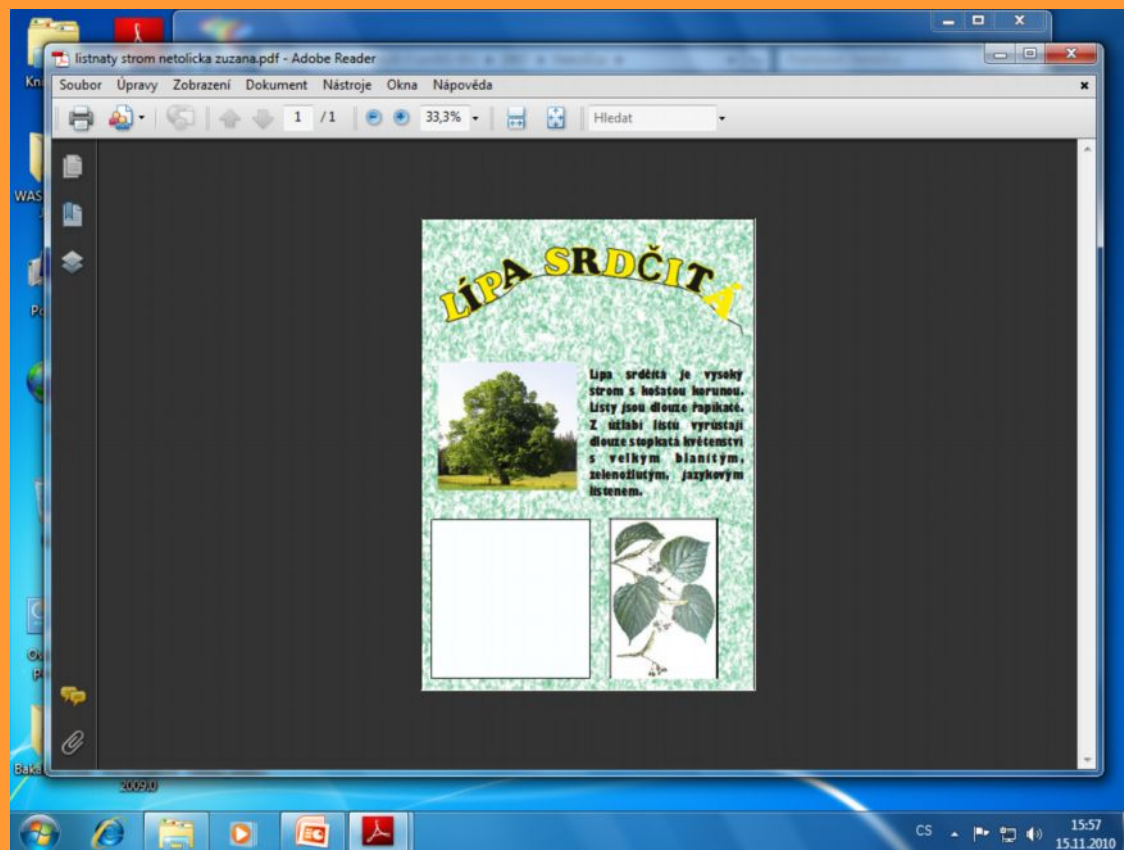 listnaty strom netolicka zuzana.pdf - Adobe Reader
Soubor Úpravy Zobrazení Dokument Nástroje Okna Nápověda
1 / 1 33,3% Hledat
LÍPA SRDČITÁ
Lípa srdčitá je vysoký
strom s košatou korunou.
Listy jsou dlouze řapíkaté.
Z úžlabí listů vyrůstají
dlouze stopkatá květenství
s velkým blanitým,
zelenožlutým, jazykovým
listenem.
2009.0
CS 15:57
15.11.2010